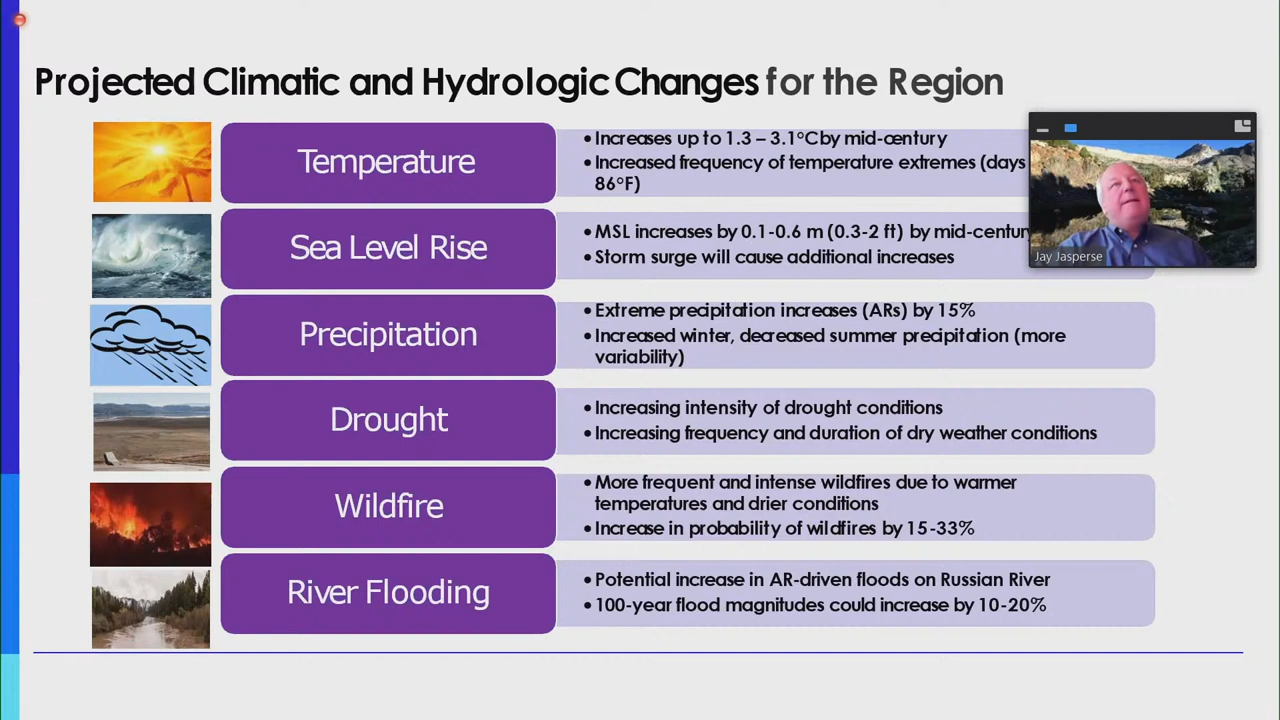 Projected Climatic and Hydrologic Changes for the Region
Temperature
• Increases up to 1.3 – 3.1°C by mid-century
• Increased frequency of temperature extremes (days
86°F)
Sea Level Rise
• MSL increases by 0.1-0.6 m (0.3-2 ft) by mid-century
• Storm surge will cause additional increases
Jay Jasperse
Precipitation
• Extreme precipitation increases (ARs) by 15%
• Increased winter, decreased summer precipitation (more
variability)
Drought
• Increasing intensity of drought conditions
• Increasing frequency and duration of dry weather conditions
Wildfire
• More frequent and intense wildfires due to warmer
temperatures and drier conditions
• Increase in probability of wildfires by 15-33%
River Flooding
• Potential increase in AR-driven floods on Russian River
• 100-year flood magnitudes could increase by 10-20%